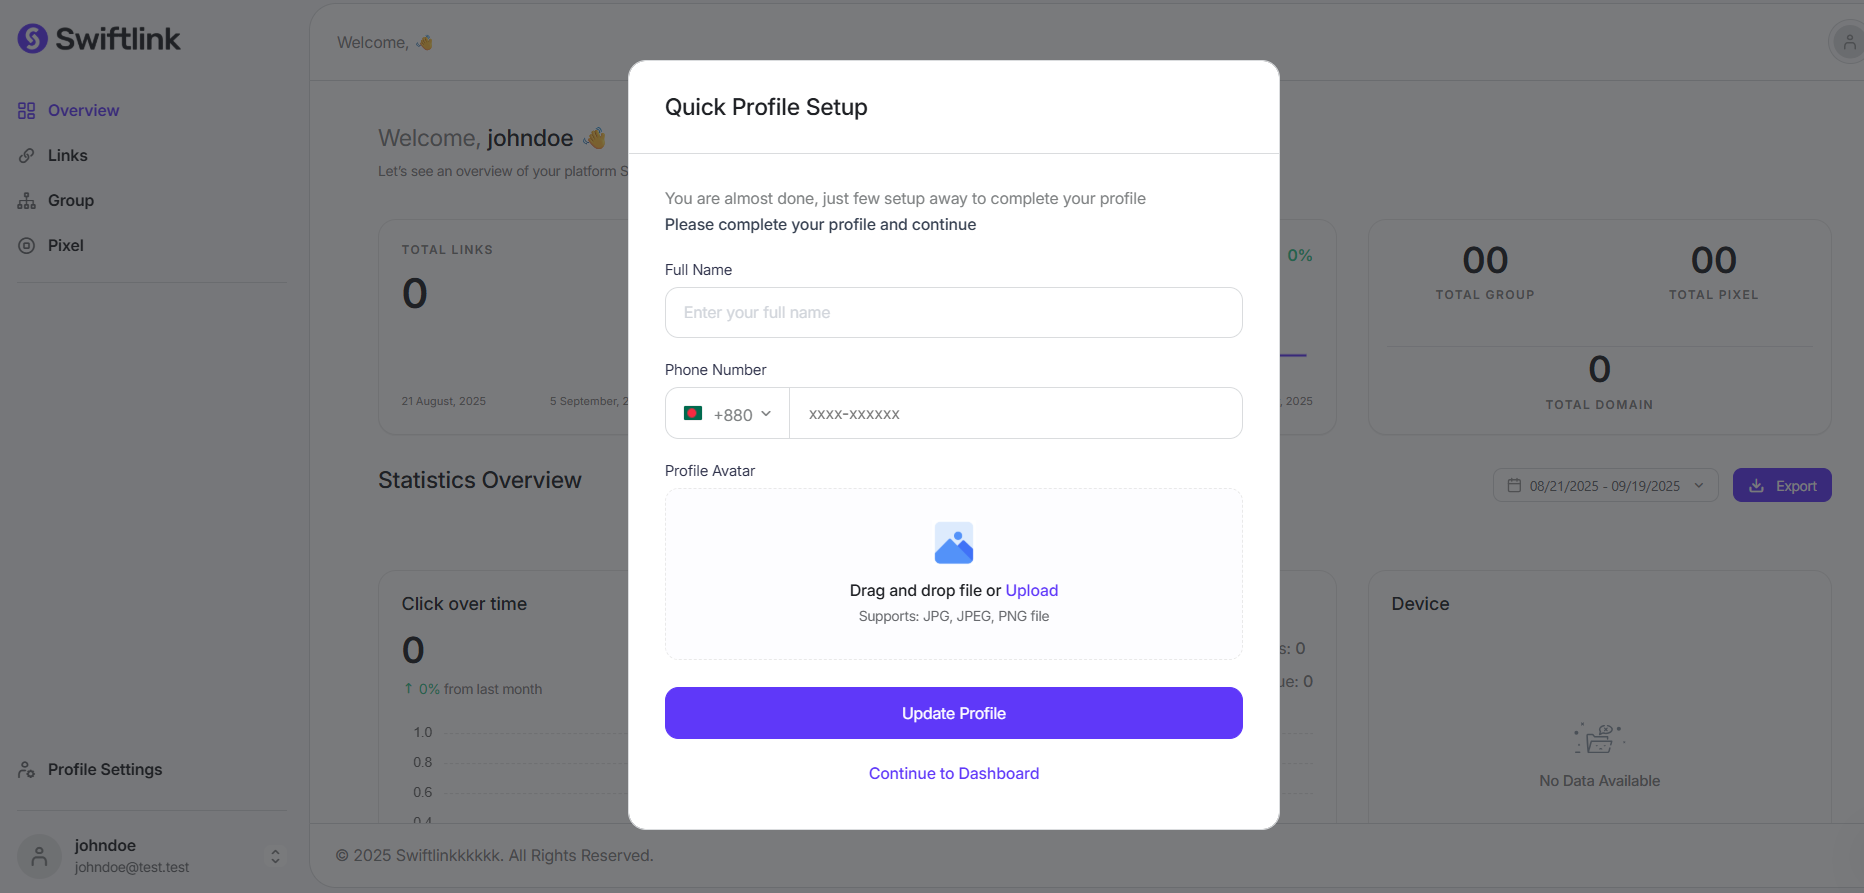 Swiftlink
Overview
Links
Group
Pixel
Profile Settings
johndoe
johndoe@test.test
Welcome, 👋
Welcome, johndoe 👋
Let's see an overview of your platform S
TOTAL LINKS
0
0%
21 August, 2025
5 September, 2
, 2025
00
TOTAL GROUP
00
TOTAL PIXEL
0
TOTAL DOMAIN
Statistics Overview
08/21/2025 - 09/19/2025
Export
Click over time
0
↑ 0% from last month
1.0
0.8
0.6
0.4
s: 0
ue: 0
Device
No Data Available
© 2025 Swiftlinkkkkkk. All Rights Reserved.
Quick Profile Setup
You are almost done, just few setup away to complete your profile
Please complete your profile and continue
Full Name
Enter your full name
Phone Number
+880
xxxx-xxxxxx
Profile Avatar
Drag and drop file or Upload
Supports: JPG, JPEG, PNG file
Update Profile
Continue to Dashboard